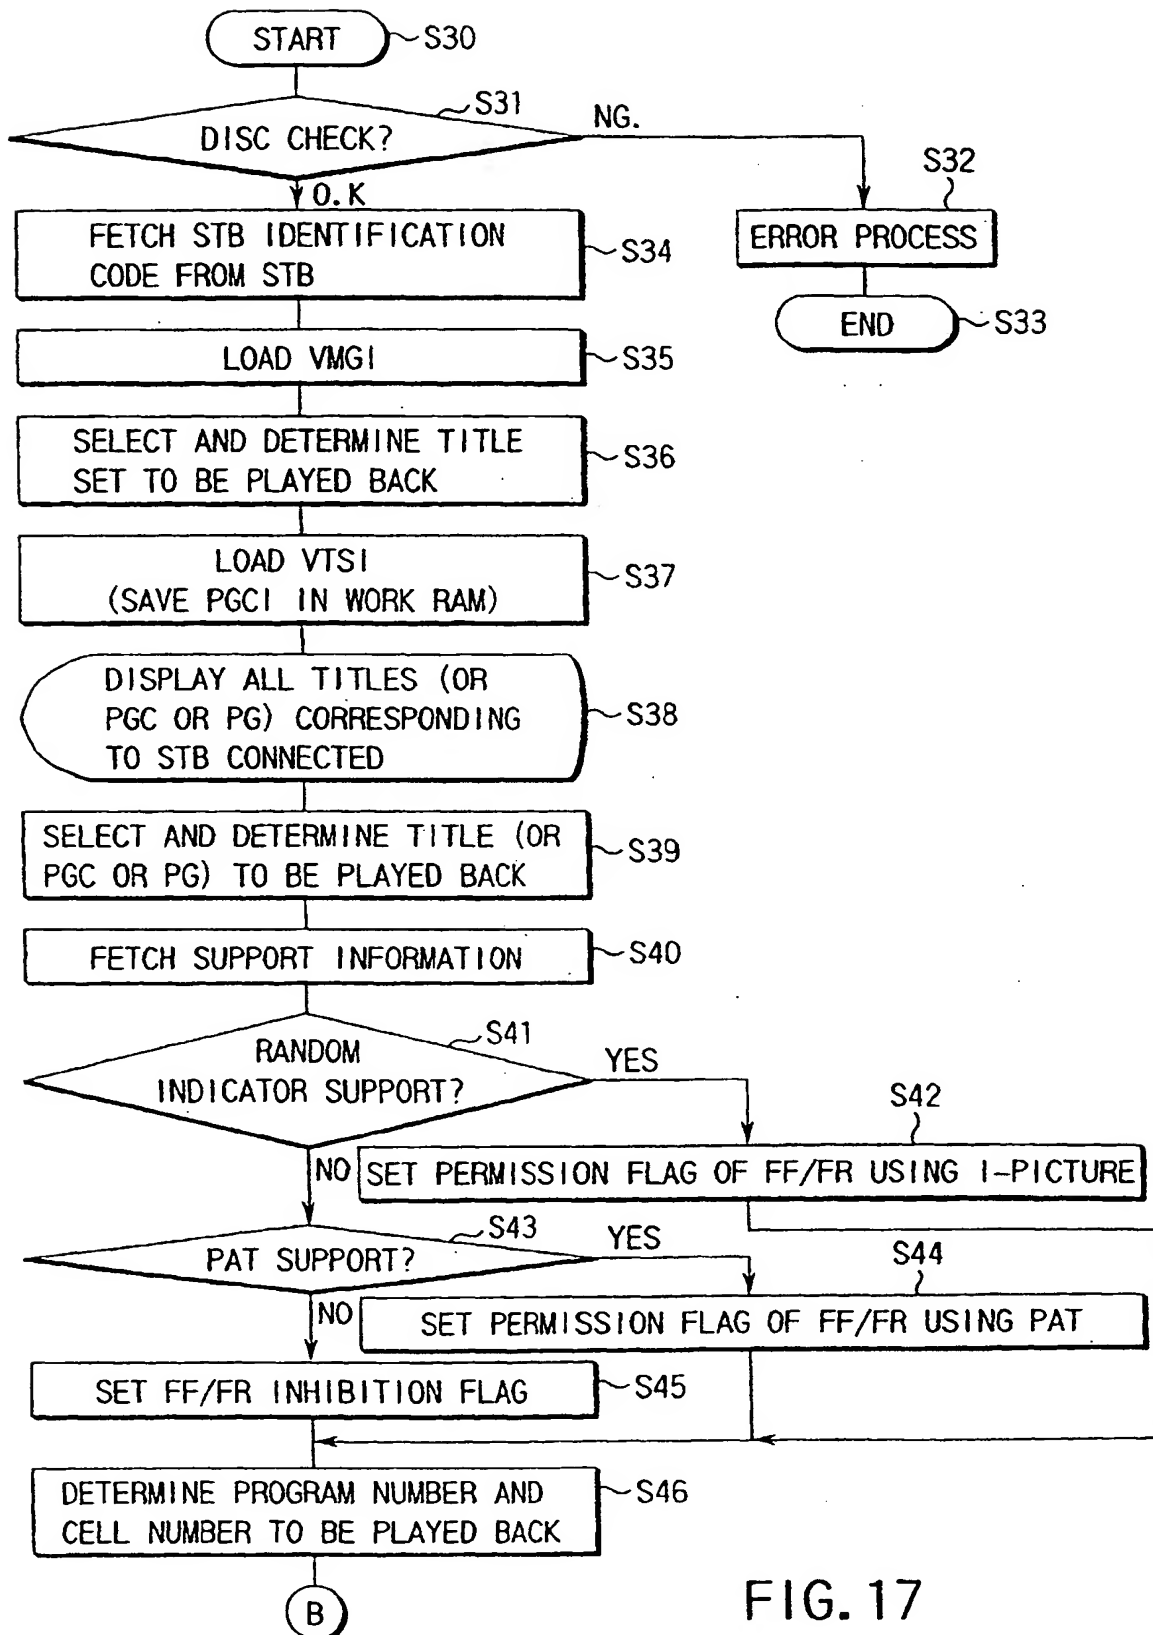 START
S30
S31
DISC CHECK?
NG.
O.K
S32
ERROR PROCESS
END
S33
FETCH STB IDENTIFICATION
CODE FROM STB
S34
LOAD VMGI
S35
SELECT AND DETERMINE TITLE
SET TO BE PLAYED BACK
S36
LOAD VTSI
(SAVE PGCI IN WORK RAM)
S37
DISPLAY ALL TITLES (OR
PGC OR PG) CORRESPONDING
TO STB CONNECTED
S38
SELECT AND DETERMINE TITLE (OR
PGC OR PG) TO BE PLAYED BACK
S39
FETCH SUPPORT INFORMATION
S40
S41
RANDOM
INDICATOR SUPPORT?
YES
S42
NO
SET PERMISSION FLAG OF FF/FR USING I-PICTURE
S43
PAT SUPPORT?
YES
S44
NO
SET PERMISSION FLAG OF FF/FR USING PAT
SET FF/FR INHIBITION FLAG
S45
DETERMINE PROGRAM NUMBER AND
CELL NUMBER TO BE PLAYED BACK
S46
B
FIG. 17